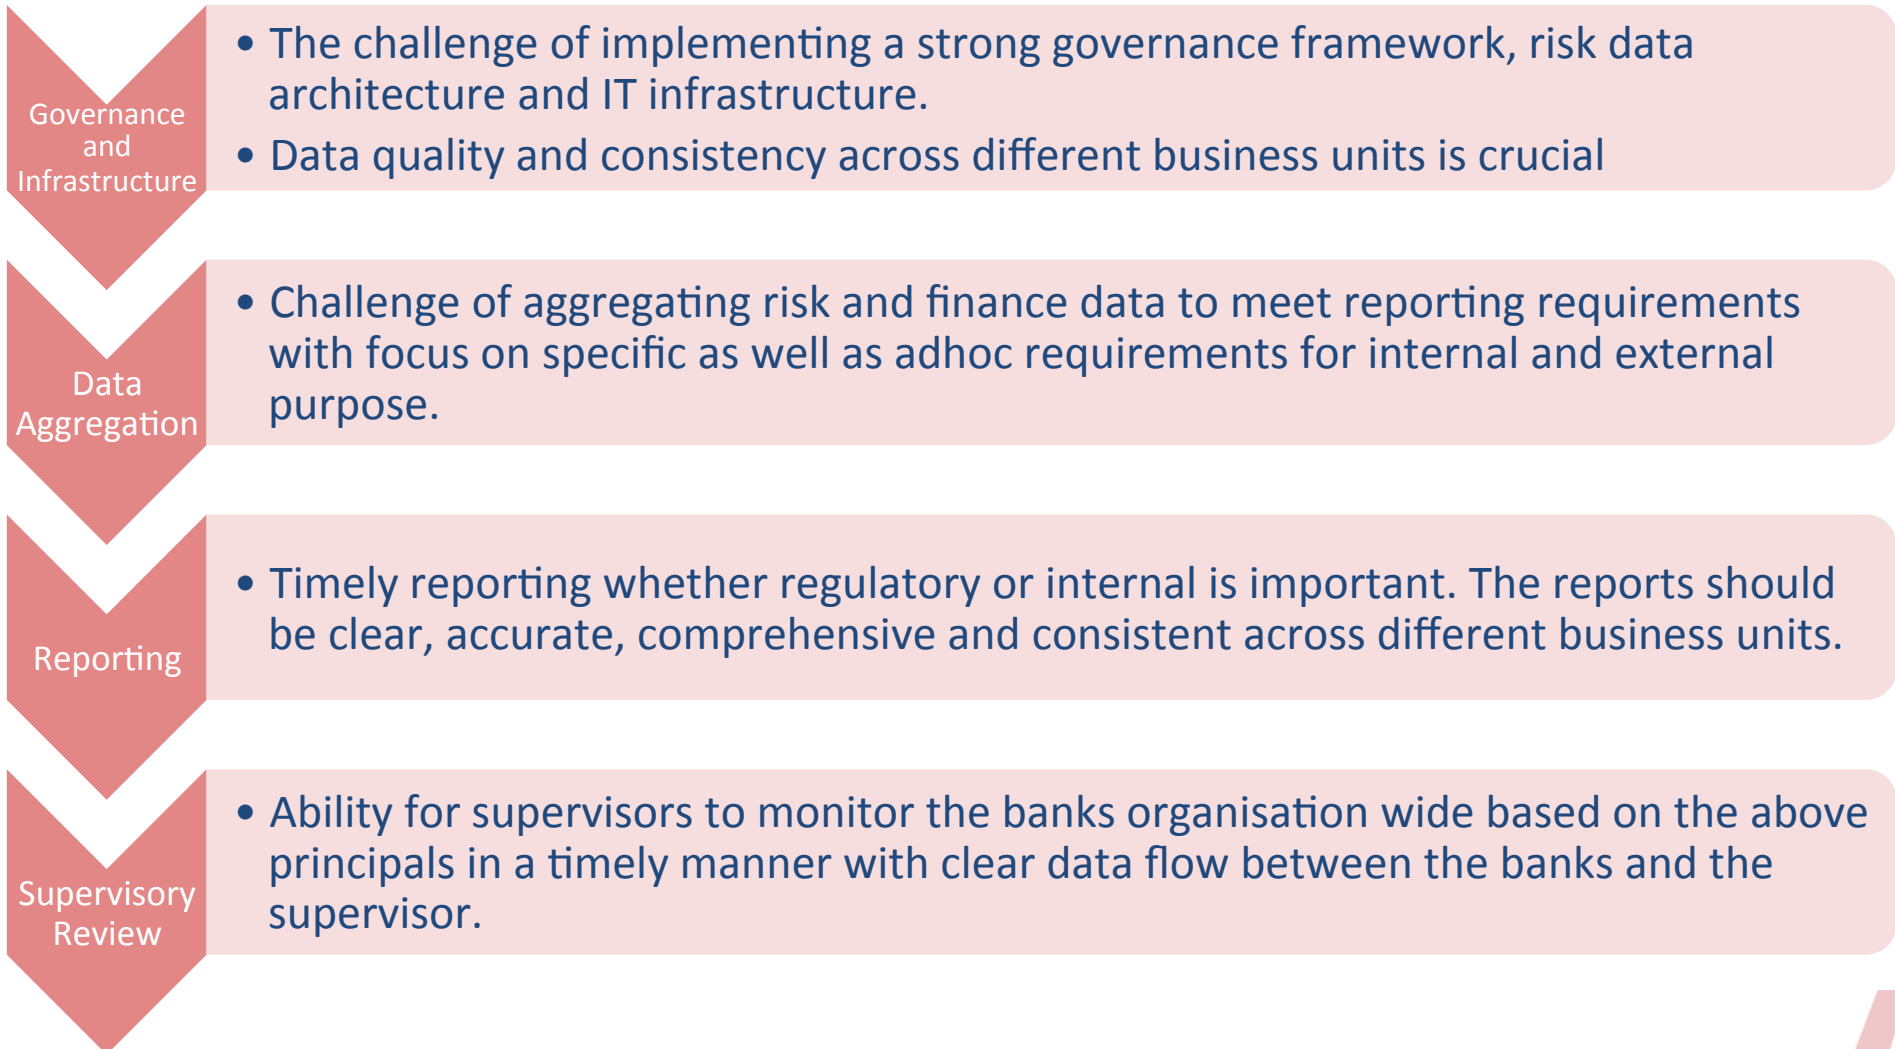 Governance
and
Infrastructure
• The challenge of implementing a strong governance framework, risk data
architecture and IT infrastructure.
• Data quality and consistency across different business units is crucial
Data
Aggregation
• Challenge of aggregating risk and finance data to meet reporting requirements
with focus on specific as well as adhoc requirements for internal and external
purpose.
Reporting
• Timely reporting whether regulatory or internal is important. The reports should
be clear, accurate, comprehensive and consistent across different business units.
Supervisory
Review
• Ability for supervisors to monitor the banks organisation wide based on the above
principals in a timely manner with clear data flow between the banks and the
supervisor.